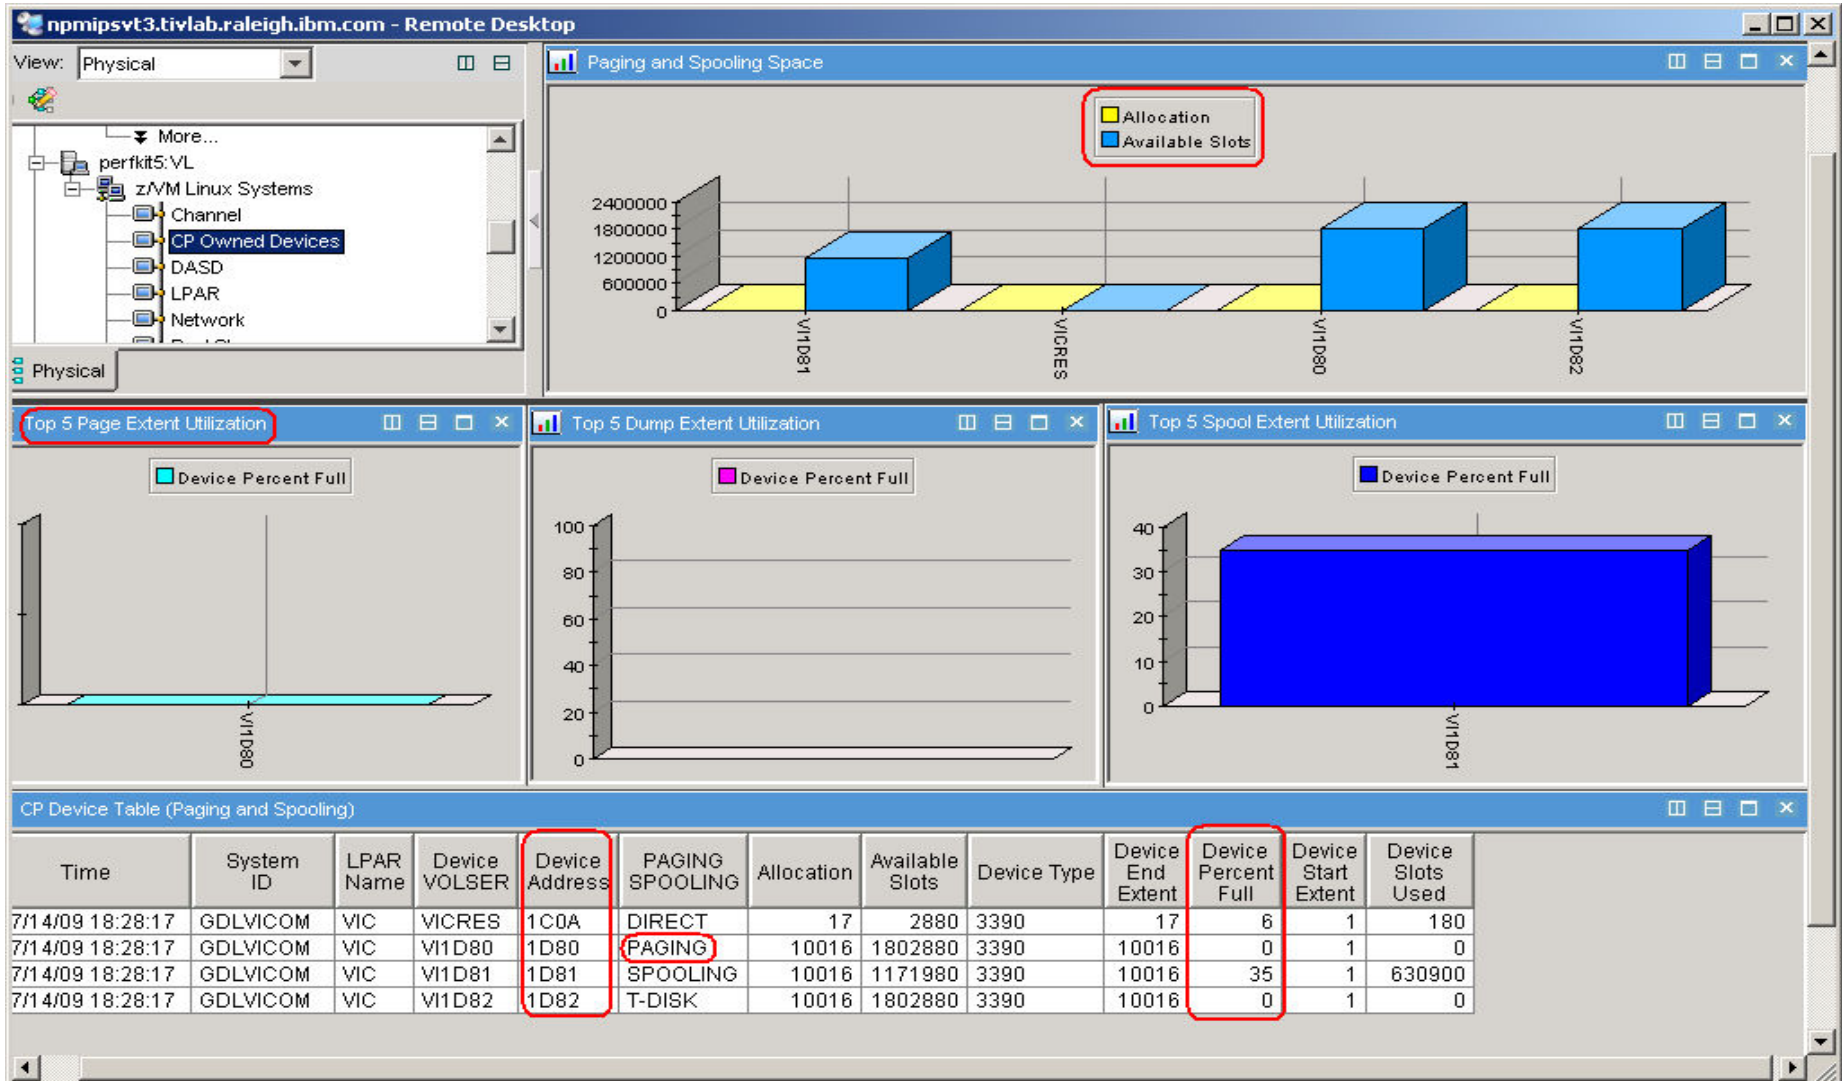 npmipsvt3.tivlab.raleigh.ibm.com - Remote Desktop
View: Physical
More...
perfkit5:VL
z/VM Linux Systems
Channel
CP Owned Devices
DASD
LPAR
Network
Physical
Paging and Spooling Space
Allocation
Available Slots
2400000
1800000
1200000
600000
0
VI1D81
VICRES
VI1D80
VI1D82
Top 5 Page Extent Utilization
Device Percent Full
VI1D80
Top 5 Dump Extent Utilization
Device Percent Full
100
80
60
40
20
0
Top 5 Spool Extent Utilization
Device Percent Full
40
30
20
10
0
VI1D81
CP Device Table (Paging and Spooling)
Time System ID LPAR Name Device VOLSER Device Address PAGING SPOOLING Allocation Available Slots Device Type Device End Extent Device Percent Full Device Start Extent Device Slots Used
7/14/09 18:28:17 GDLVICOM VIC VICRES 1C0A DIRECT 17 2880 3390 17 6 1 180
7/14/09 18:28:17 GDLVICOM VIC VI1D80 1D80 PAGING 10016 1802880 3390 10016 0 1 0
7/14/09 18:28:17 GDLVICOM VIC VI1D81 1D81 SPOOLING 10016 1171980 3390 10016 35 1 630900
7/14/09 18:28:17 GDLVICOM VIC VI1D82 1D82 T-DISK 10016 1802880 3390 10016 0 1 0